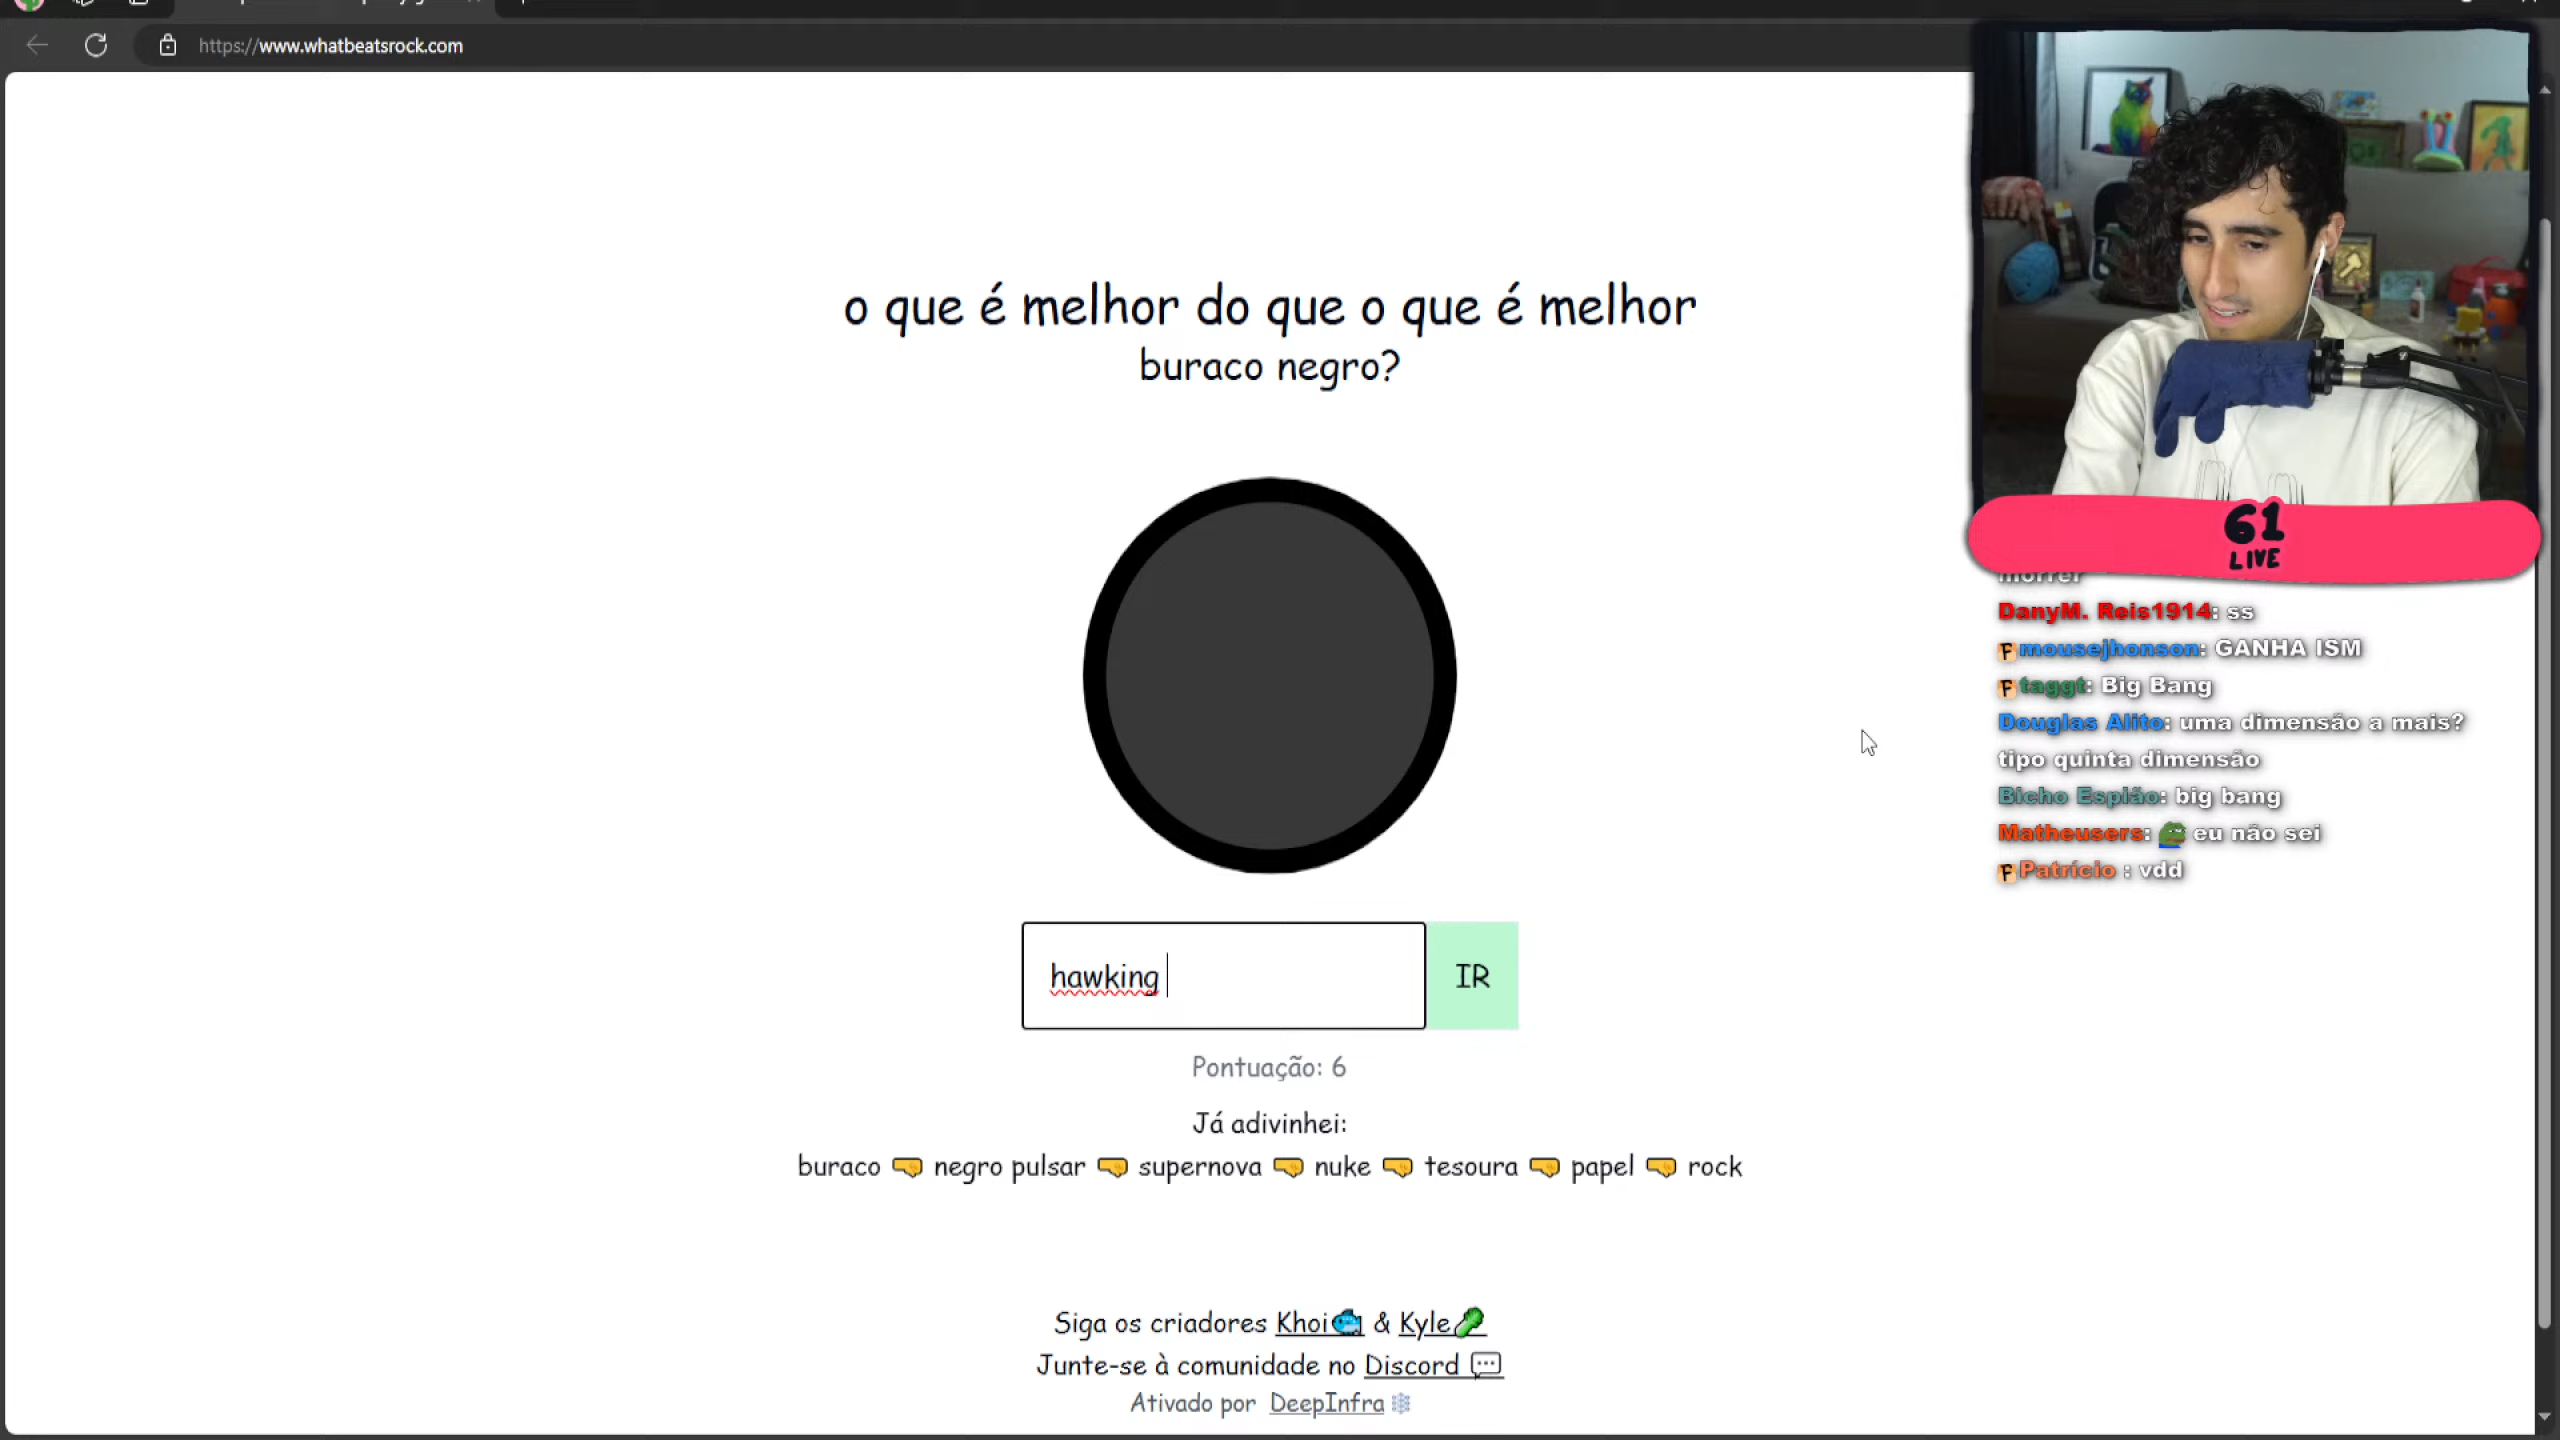 https://www.whatbeatsrock.com
o que é melhor do que o que é melhor
buraco negro?
hawking
IR
Pontuação: 6
Já adivinhei:
buraco 🤜 negro pulsar 🤜 supernova 🤜 nuke 🤜 tesoura 🤜 papel 🤜 rock
Siga os criadores Khoi🐟 & Kyle🥦
Junte-se à comunidade no Discord 💬
Ativado por DeepInfra
61
LIVE
morrer
DanyM. Reis1914: ss
F mousejhonson: GANHA ISM
F taggt: Big Bang
Douglas Alito: uma dimensão a mais?
tipo quinta dimensão
Bicho Espião: big bang
Matheusers: eu não sei
F Patrício : vdd